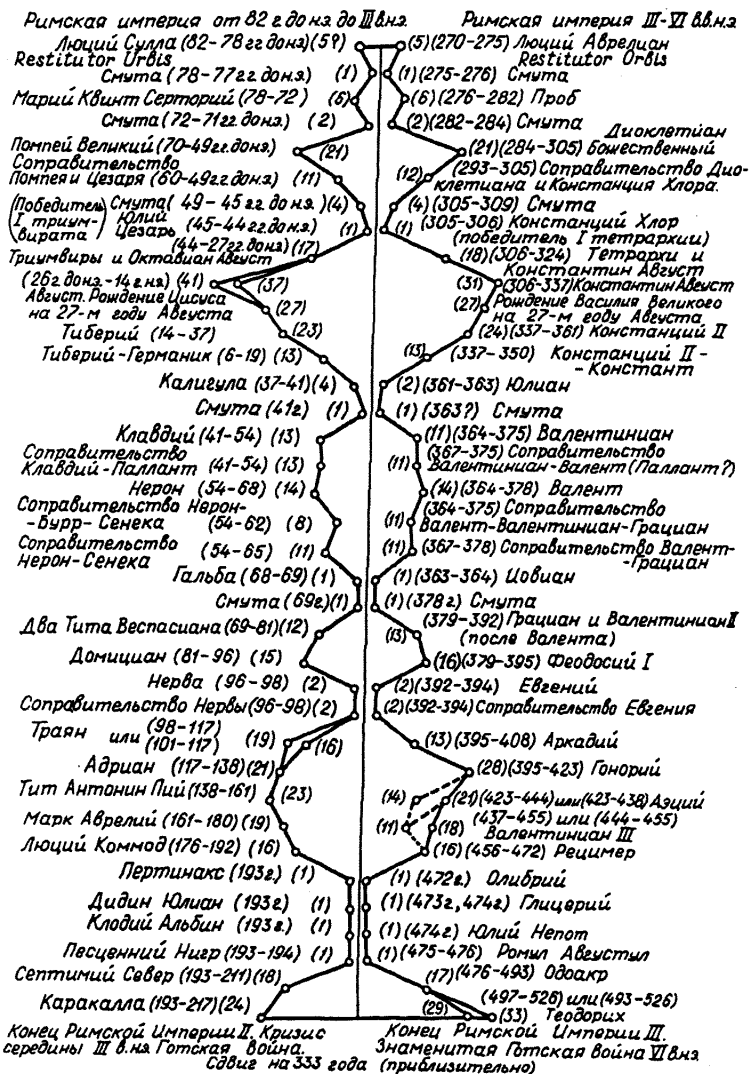 Римская империя от 82 г до нэ. до III в.нэ.
Римская империя III-VI в.в.н.э.
Люций Сулла (82-78 гг до нэ) (5?)
Restitutor Urbis
Смута (78-77 гг. до н.э.) (1)
Марий Квинт Серторий (78-72) (6)
Смута (72-71 гг. до н.э.) (2)
Помпей Великий (70-49 гг. до н.э.) (21)
Соправительство
Помпея и Цезаря (60-49 гг. до н.э.) (11)
(Победитель I триумвирата) Смута (49-45 гг. до н.э.) (4)
Юлий Цезарь (45-44 гг. до н.э.) (1)
(44-27 гг. до н.э.) (17)
Триумвиры и Октавиан Август
(26 г до н.э.-14 г. н.э) (41) (37)
Август. Рождение Иисуса
на 27-м году Августа (27)
Тиберий (14-37) (23)
Тиберий-Германик (6-19) (13)
Калигула (37-41) (4)
Смута (41 г.) (1)
Клавдий (41-54) (13)
Соправительство
Клавдий-Паллант (41-54) (13)
Нерон (54-68) (14)
Соправительство Нерон-
-Бурр-Сенека (54-62) (8)
Соправительство
Нерон-Сенека (54-65) (11)
Гальба (68-69) (1)
Смута (69 г.) (1)
Два Тита Веспасиана (69-81) (12)
Домициан (81-96) (15)
Нерва (96-98) (2)
Соправительство Нервы (96-98) (2)
Траян или (98-117)
(101-117) (19) (16)
Адриан (117-138) (21)
Тит Антонин Пий (138-161) (23)
Марк Аврелий (161-180) (19)
Люций Коммод (176-192) (16)
Пертинакс (193 г.) (1)
Дидин Юлиан (193 г.) (1)
Клодий Альбин (193 г.) (1)
Песценний Нигр (193-194) (1)
Септимий Север (193-211) (18)
Каракалла (193-217) (24)
Конец Римской Империи II. Кризис
середины III в.нэ. Готская война.
(5) (270-275) Люций Аврелиан
Restitutor Orbis
(1) (275-276) Смута
(6) (276-282) Проб
(2) (282-284) Смута
Диоклетиан
(21) (284-305) Божественный
(12) (293-305) Соправительство Дио-
клетиана и Констанция Хлора.
(4) (305-309) Смута
(1) (305-306) Констанций Хлор
(победитель I тетрархии)
(18) (306-324) Тетрархи и
Константин Август
(31) (306-337) Константин Август
(27) Рождение Василия Великого
на 27-м году Августа
(24) (337-361) Констанций II
(13) (337-350) Констанций II-
-Констант
(2) (361-363) Юлиан
(1) (363?) Смута
(11) (364-375) Валентиниан
(367-375) Соправительство
(11) Валентиниан-Валент (Паллант?)
(14) (364-378) Валент
(364-375) Соправительство
(11) Валент-Валентиниан-Грациан
(11) (367-378) Соправительство Валент-
-Грациан
(1) (363-364) Иовиан
(1) (378 г) Смута
(13) (379-392) Грациан и Валентиниан II
(после Валента)
(16) (379-395) Феодосий I
(2) (392-394) Евгений
(2) (392-394) Соправительство Евгения
(13) (395-408) Аркадий
(28) (395-423) Гонорий
(14) (21) (423-444) или (423-438) Аэций
(11) (18) (437-455) или (444-455)
Валентиниан III
(16) (456-472) Рецимер
(1) (472 г.) Олибрий
(1) (473 г, 474 г.) Глицерий
(1) (474 г) Юлий Непот
(1) (475-476) Ромул Августул
(17) (476-493) Одоакр
(497-526) или (493-526)
(29) (33) Теодорих
Конец Римской Империи III.
Знаменитая Готская война VI в.нэ
Сдвиг на 333 года (приблизительно)